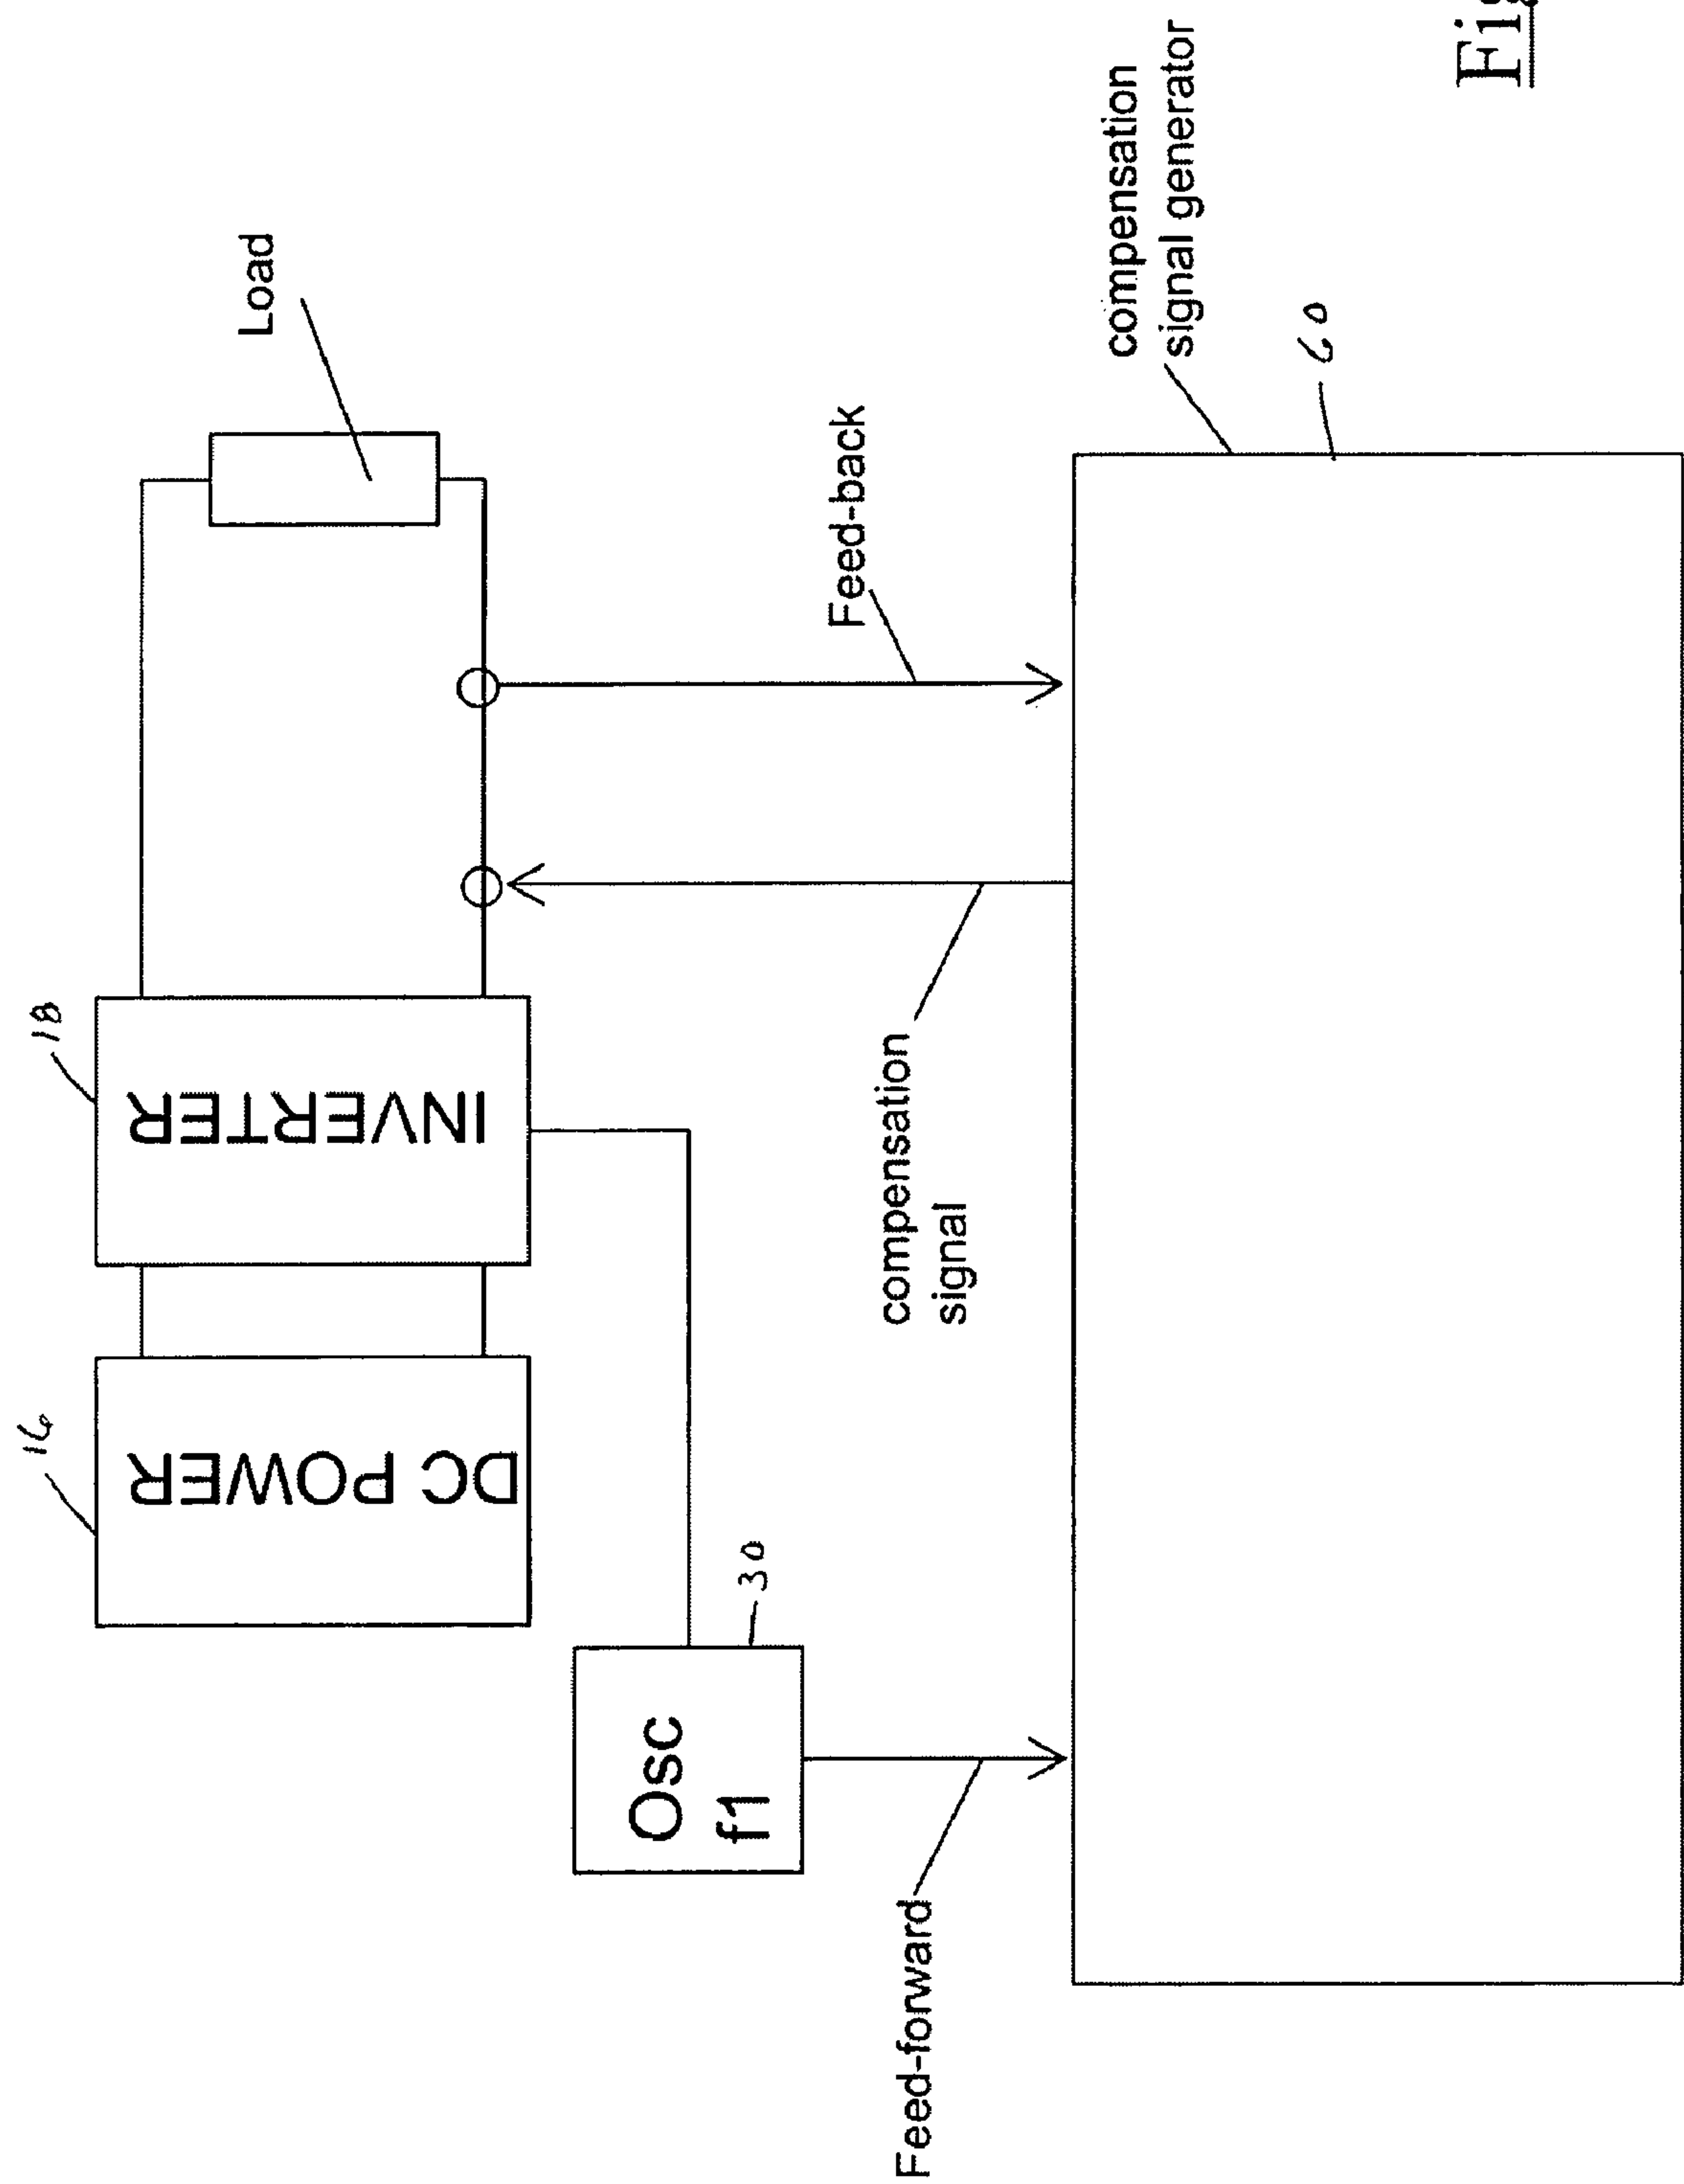 16
18
DC POWER
INVERTER
Load
Osc
f1
30
Feed-forward
compensation
signal
Feed-back
compensation
signal generator
60
Fig